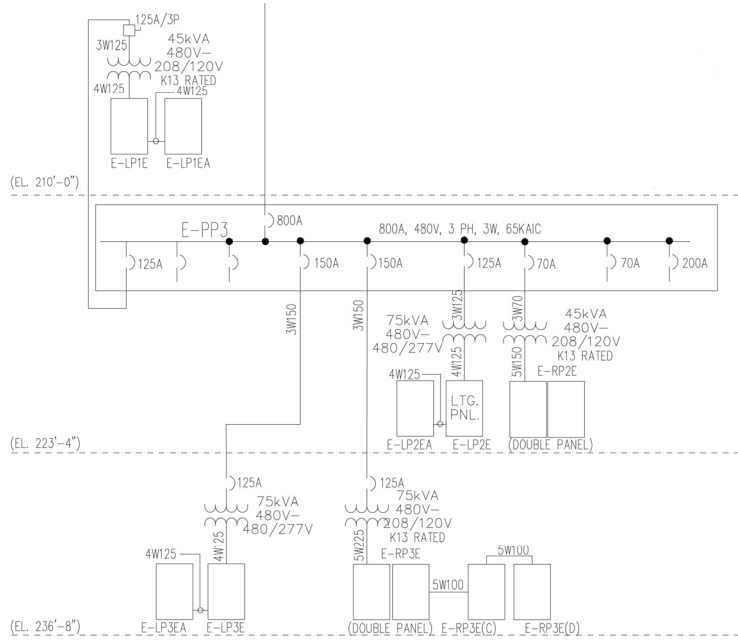 125A/3P
3W125
45kVA
480V–
208/120V
K13 RATED
4W125
4W125
E-LP1E
E-LP1EA
(EL. 210'-0")
E-PP3
800A
800A, 480V, 3 PH, 3W, 65KAIC
125A
150A
150A
125A
70A
70A
200A
3W150
3W150
3W125
3W70
75kVA
480V–
480/277V
45kVA
480V–
208/120V
K13 RATED
4W125
5W150
E-RP2E
4W125
LTG.
PNL.
E-LP2EA
E-LP2E
(DOUBLE PANEL)
(EL. 223'-4")
125A
75kVA
480V–
480/277V
125A
75kVA
480V–
208/120V
K13 RATED
4W'25
5W225
E-RP3E
4W125
5W100
5W100
E-LP3EA
E-LP3E
(DOUBLE PANEL)
E-RP3E(C)
E-RP3E(D)
(EL. 236'-8")